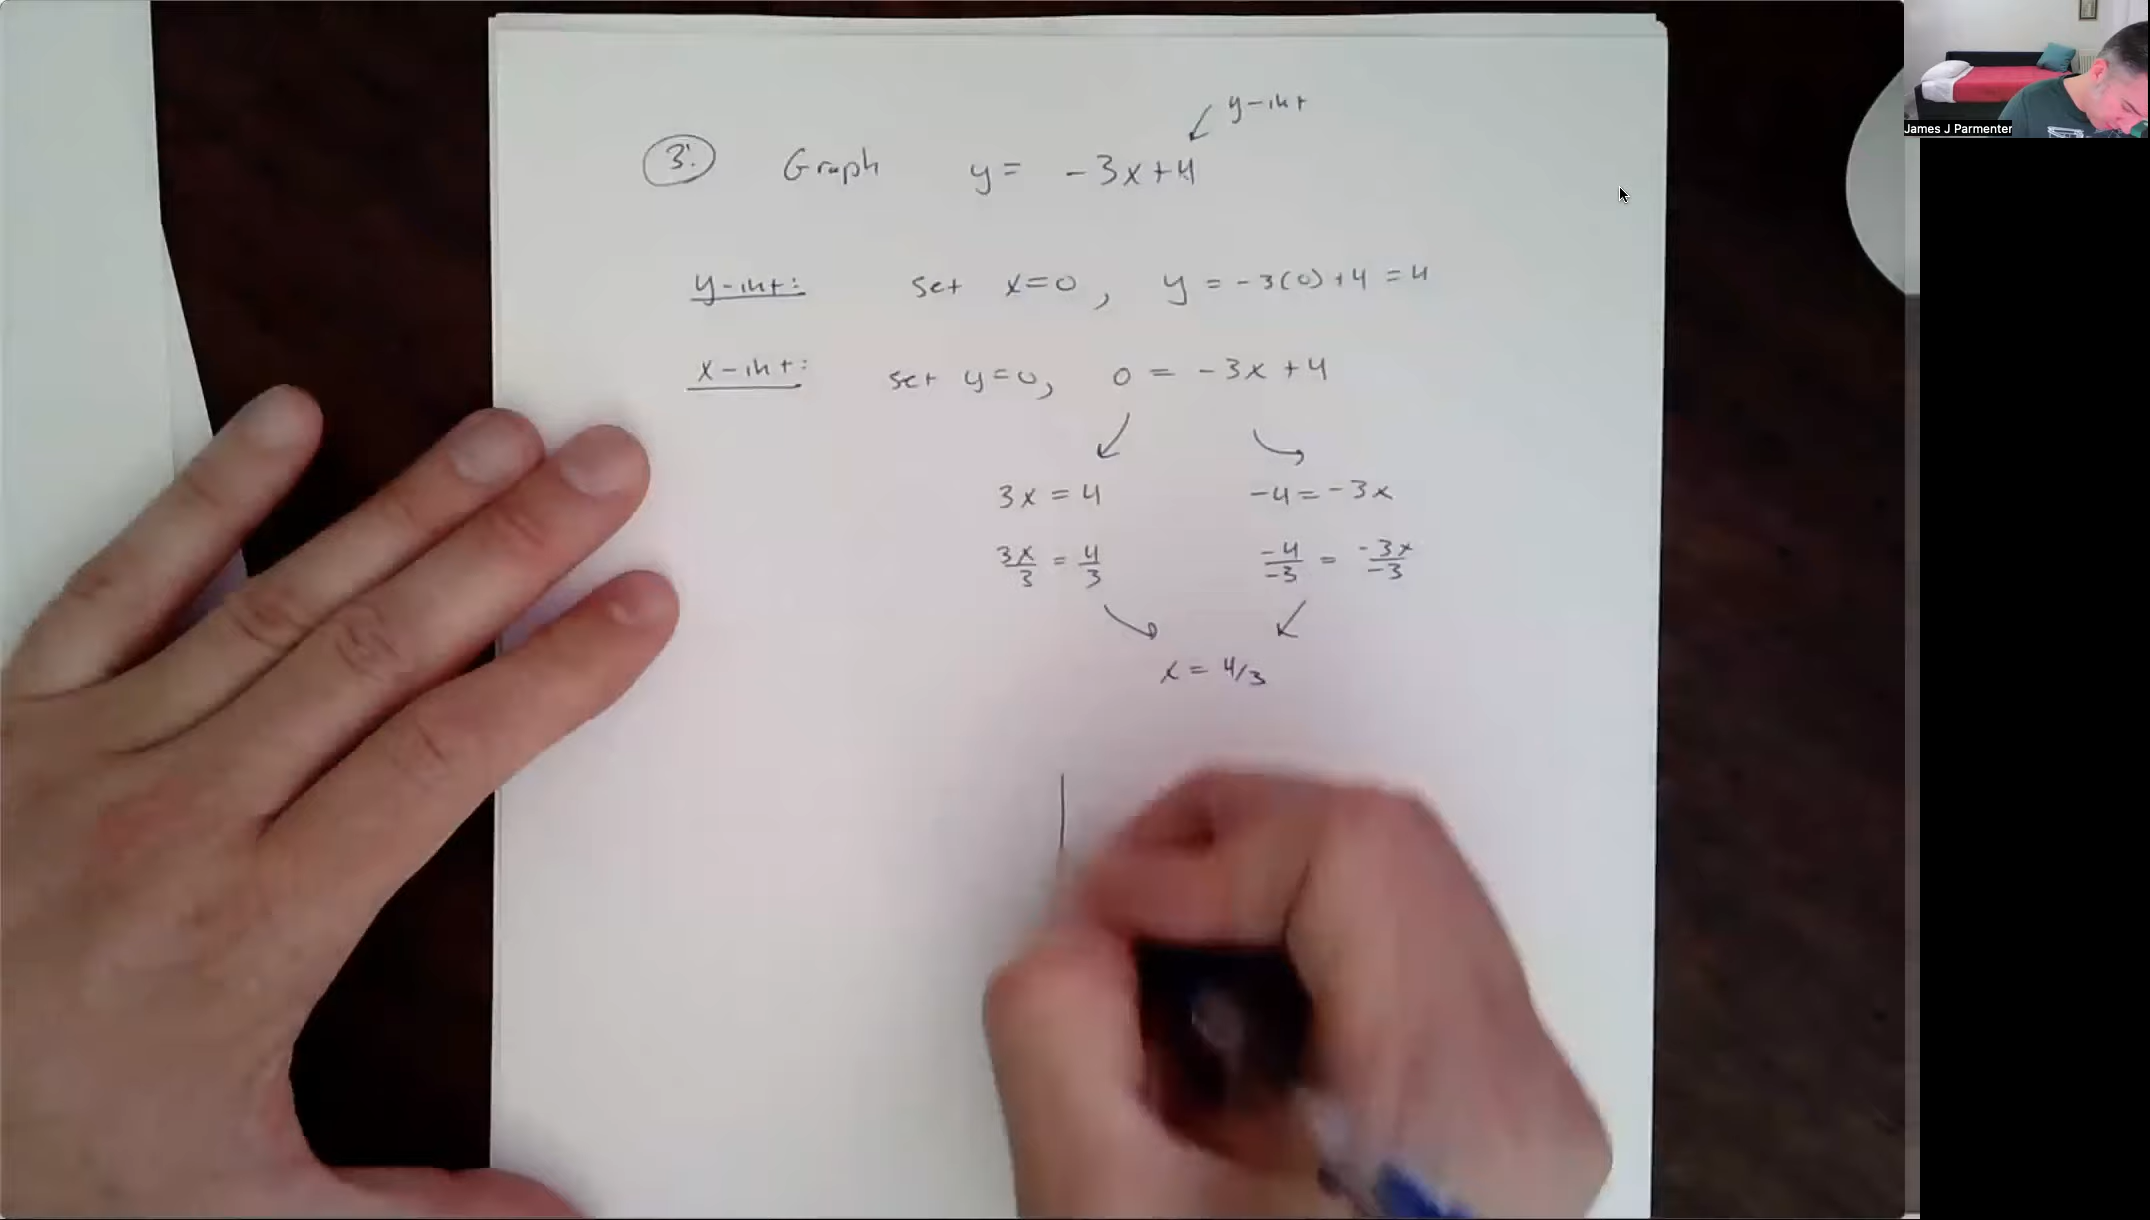 y-int
3. Graph y = -3x+4
y-int: set x=0, y = -3(0)+4 = 4
x-int: set y=0, 0 = -3x+4
3x = 4 -4 = -3x
3x/3 = 4/3 -4/-3 = -3x/-3
x = 4/3
James J Parmenter